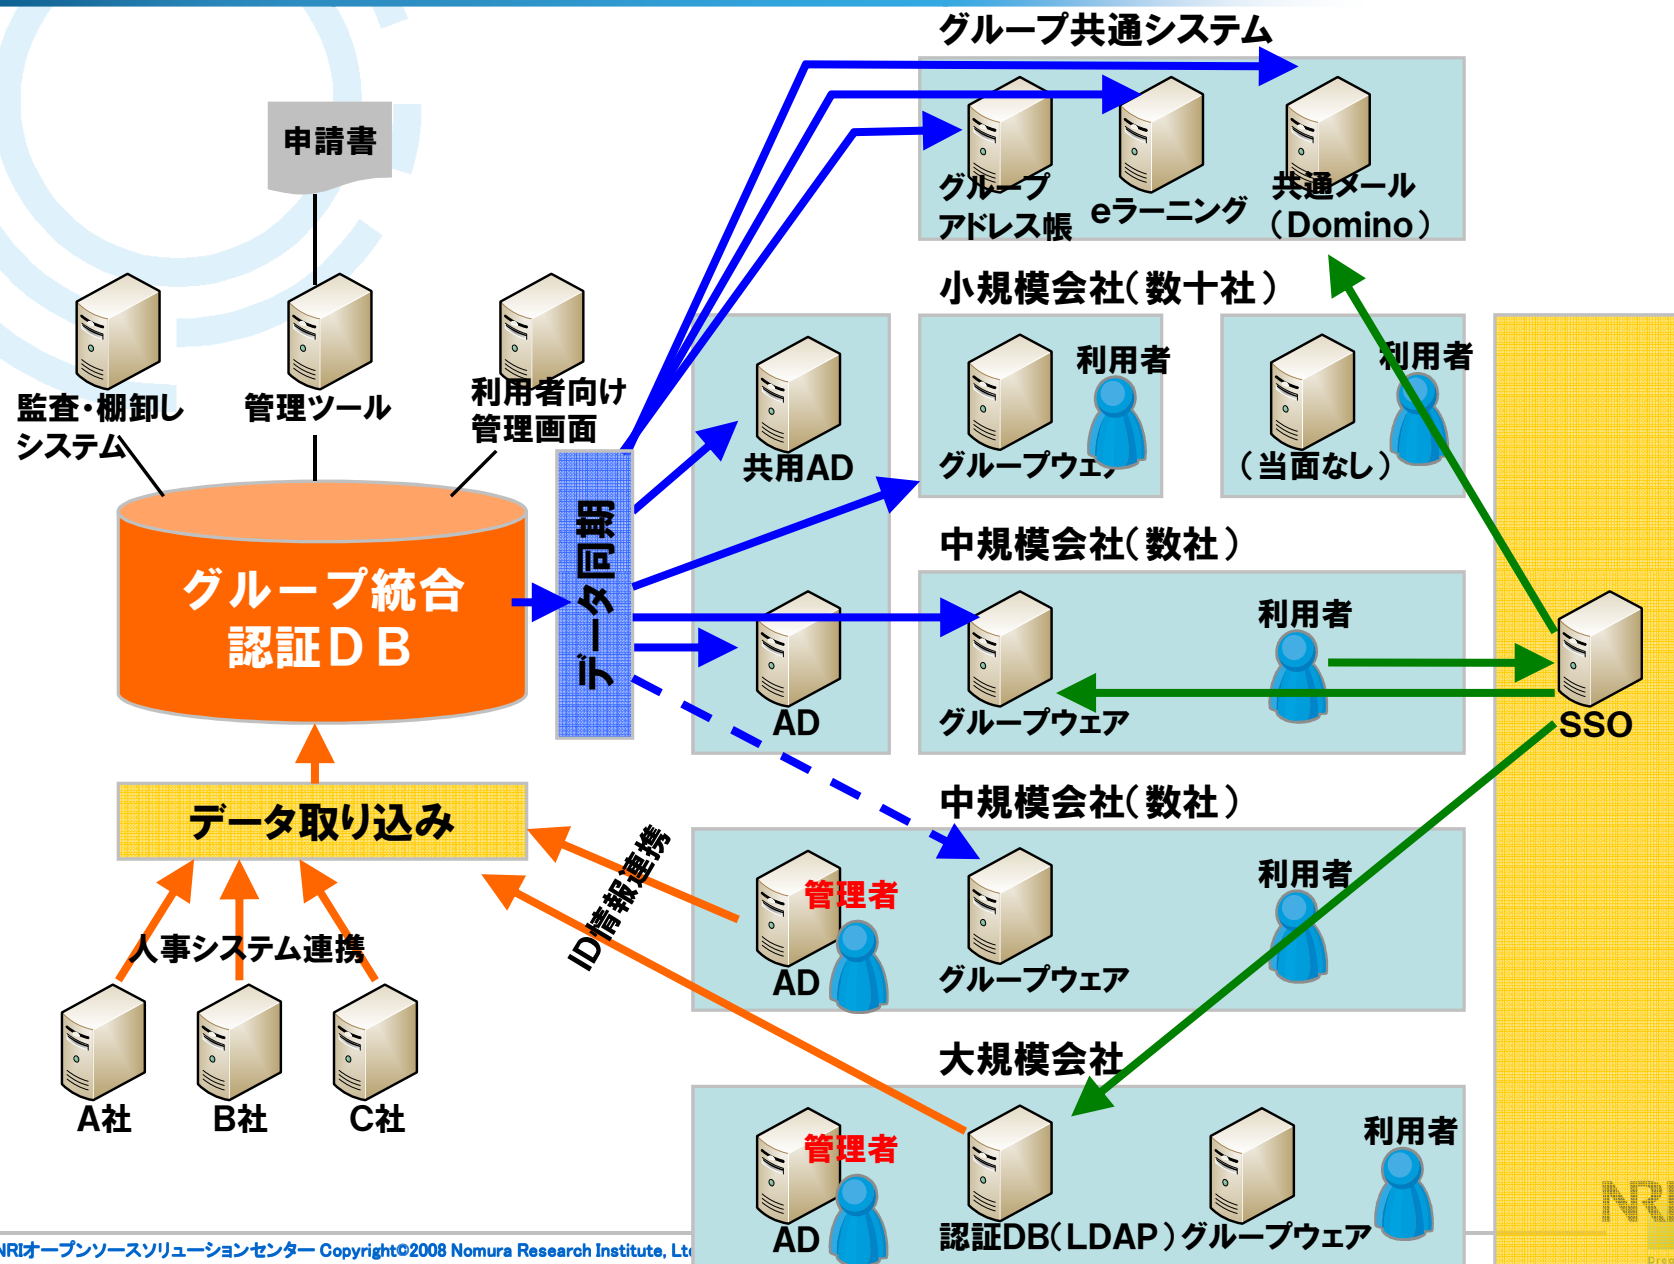 グループ共通システム
申請書
グループ
アドレス帳
eラーニング
共通メール
（Domino）
監査・棚卸し
システム
管理ツール
利用者向け
管理画面
小規模会社（数十社）
共用AD
グループウェア
利用者
（当面なし）
利用者
データ同期
グループ統合
認証ＤＢ
中規模会社（数社）
AD
グループウェア
利用者
SSO
データ取り込み
ID情報連携
中規模会社（数社）
AD
管理者
グループウェア
利用者
人事システム連携
A社
B社
C社
大規模会社
AD
管理者
認証DB（LDAP）
グループウェア
利用者
NRI
NRIオープンソースソリューションセンター Copyright©2008 Nomura Research Institute, Ltd